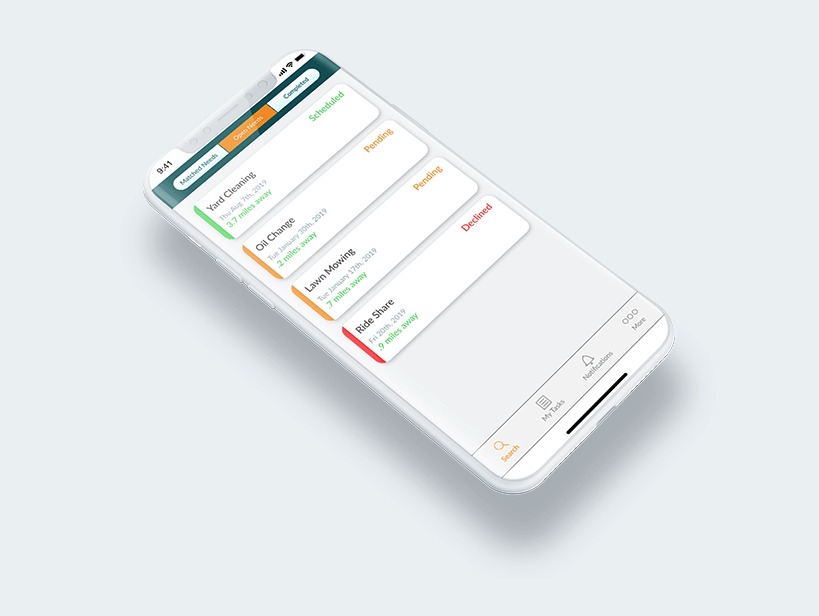 9:41
Matched Needs
Open Needs
Completed
Yard Cleaning
Scheduled
Thu Aug 7th, 2019
3.7 miles away
Oil Change
Pending
Tue January 30th, 2019
.2 miles away
Lawn Mowing
Pending
Tue January 17th, 2019
.7 miles away
Ride Share
Declined
Fri 20th, 2019
.9 miles away
Search
My Tasks
Notifications
More